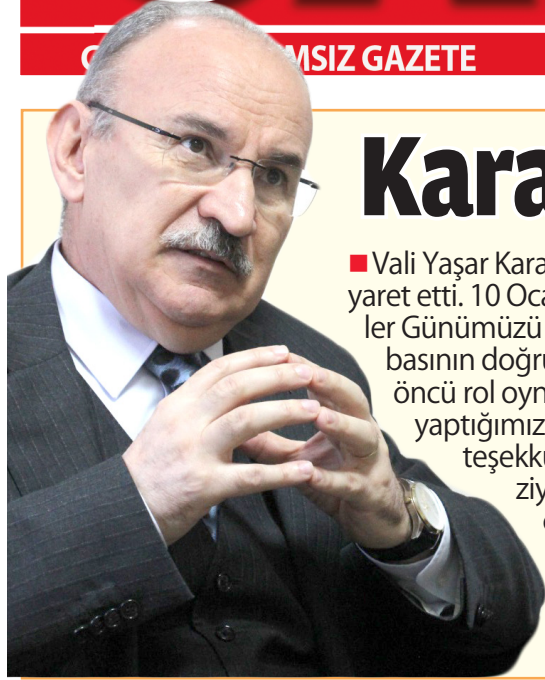 MSIZ GAZETE
Kara
Vali Yaşar Kara
yaret etti. 10 Oca
ler Günümüzü
basının doğru
öncü rol oyn
yaptığımız
teşekkü
ziy